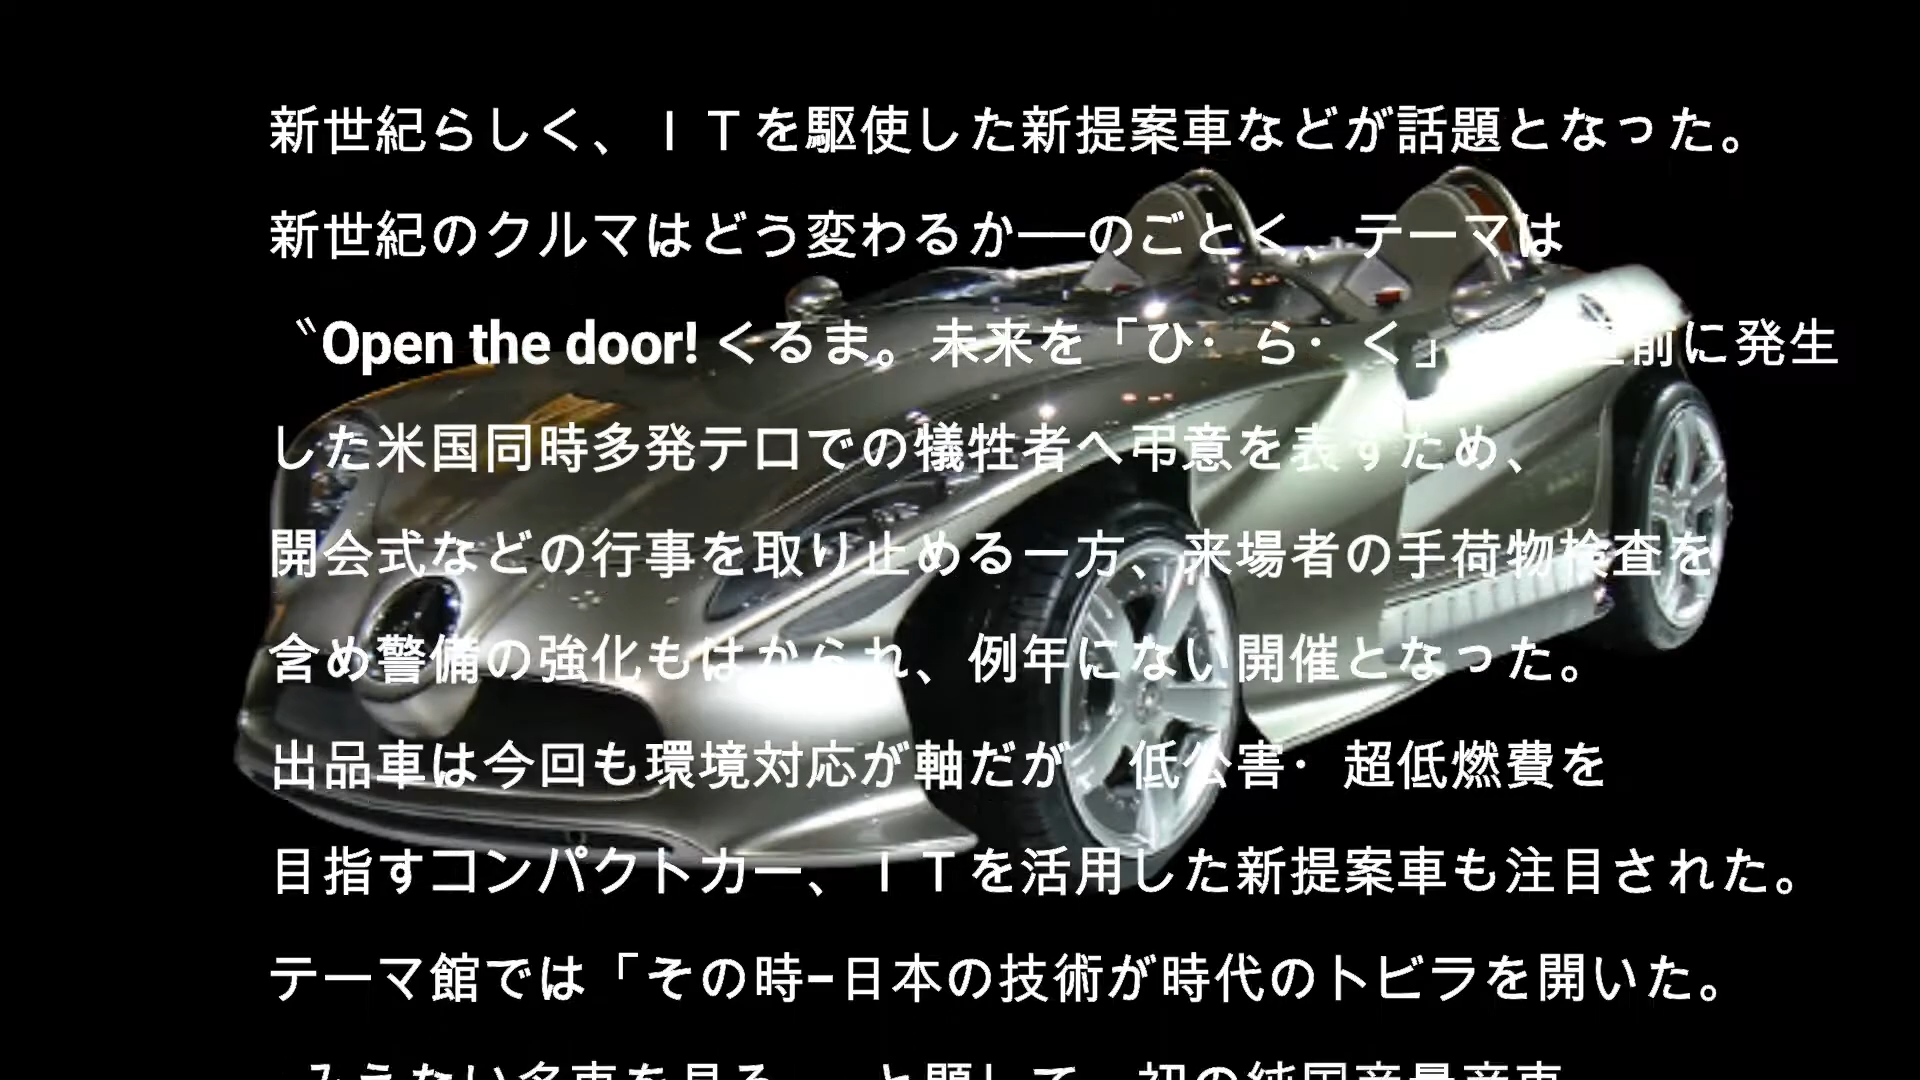 新世紀らしく、ＩＴを駆使した新提案車などが話題となった。
新世紀のクルマはどう変わるか──のごとく、テーマは
〝Open the door! くるま。未来を「ひ・ら・く」 直前に発生
した米国同時多発テロでの犠牲者へ弔意を表すため、
開会式などの行事を取り止める一方、来場者の手荷物検査を
含め警備の強化もはかられ、例年にない開催となった。
出品車は今回も環境対応が軸だが、低公害・超低燃費を
目指すコンパクトカー、ＩＴを活用した新提案車も注目された。
テーマ館では「その時−日本の技術が時代のトビラを開いた。